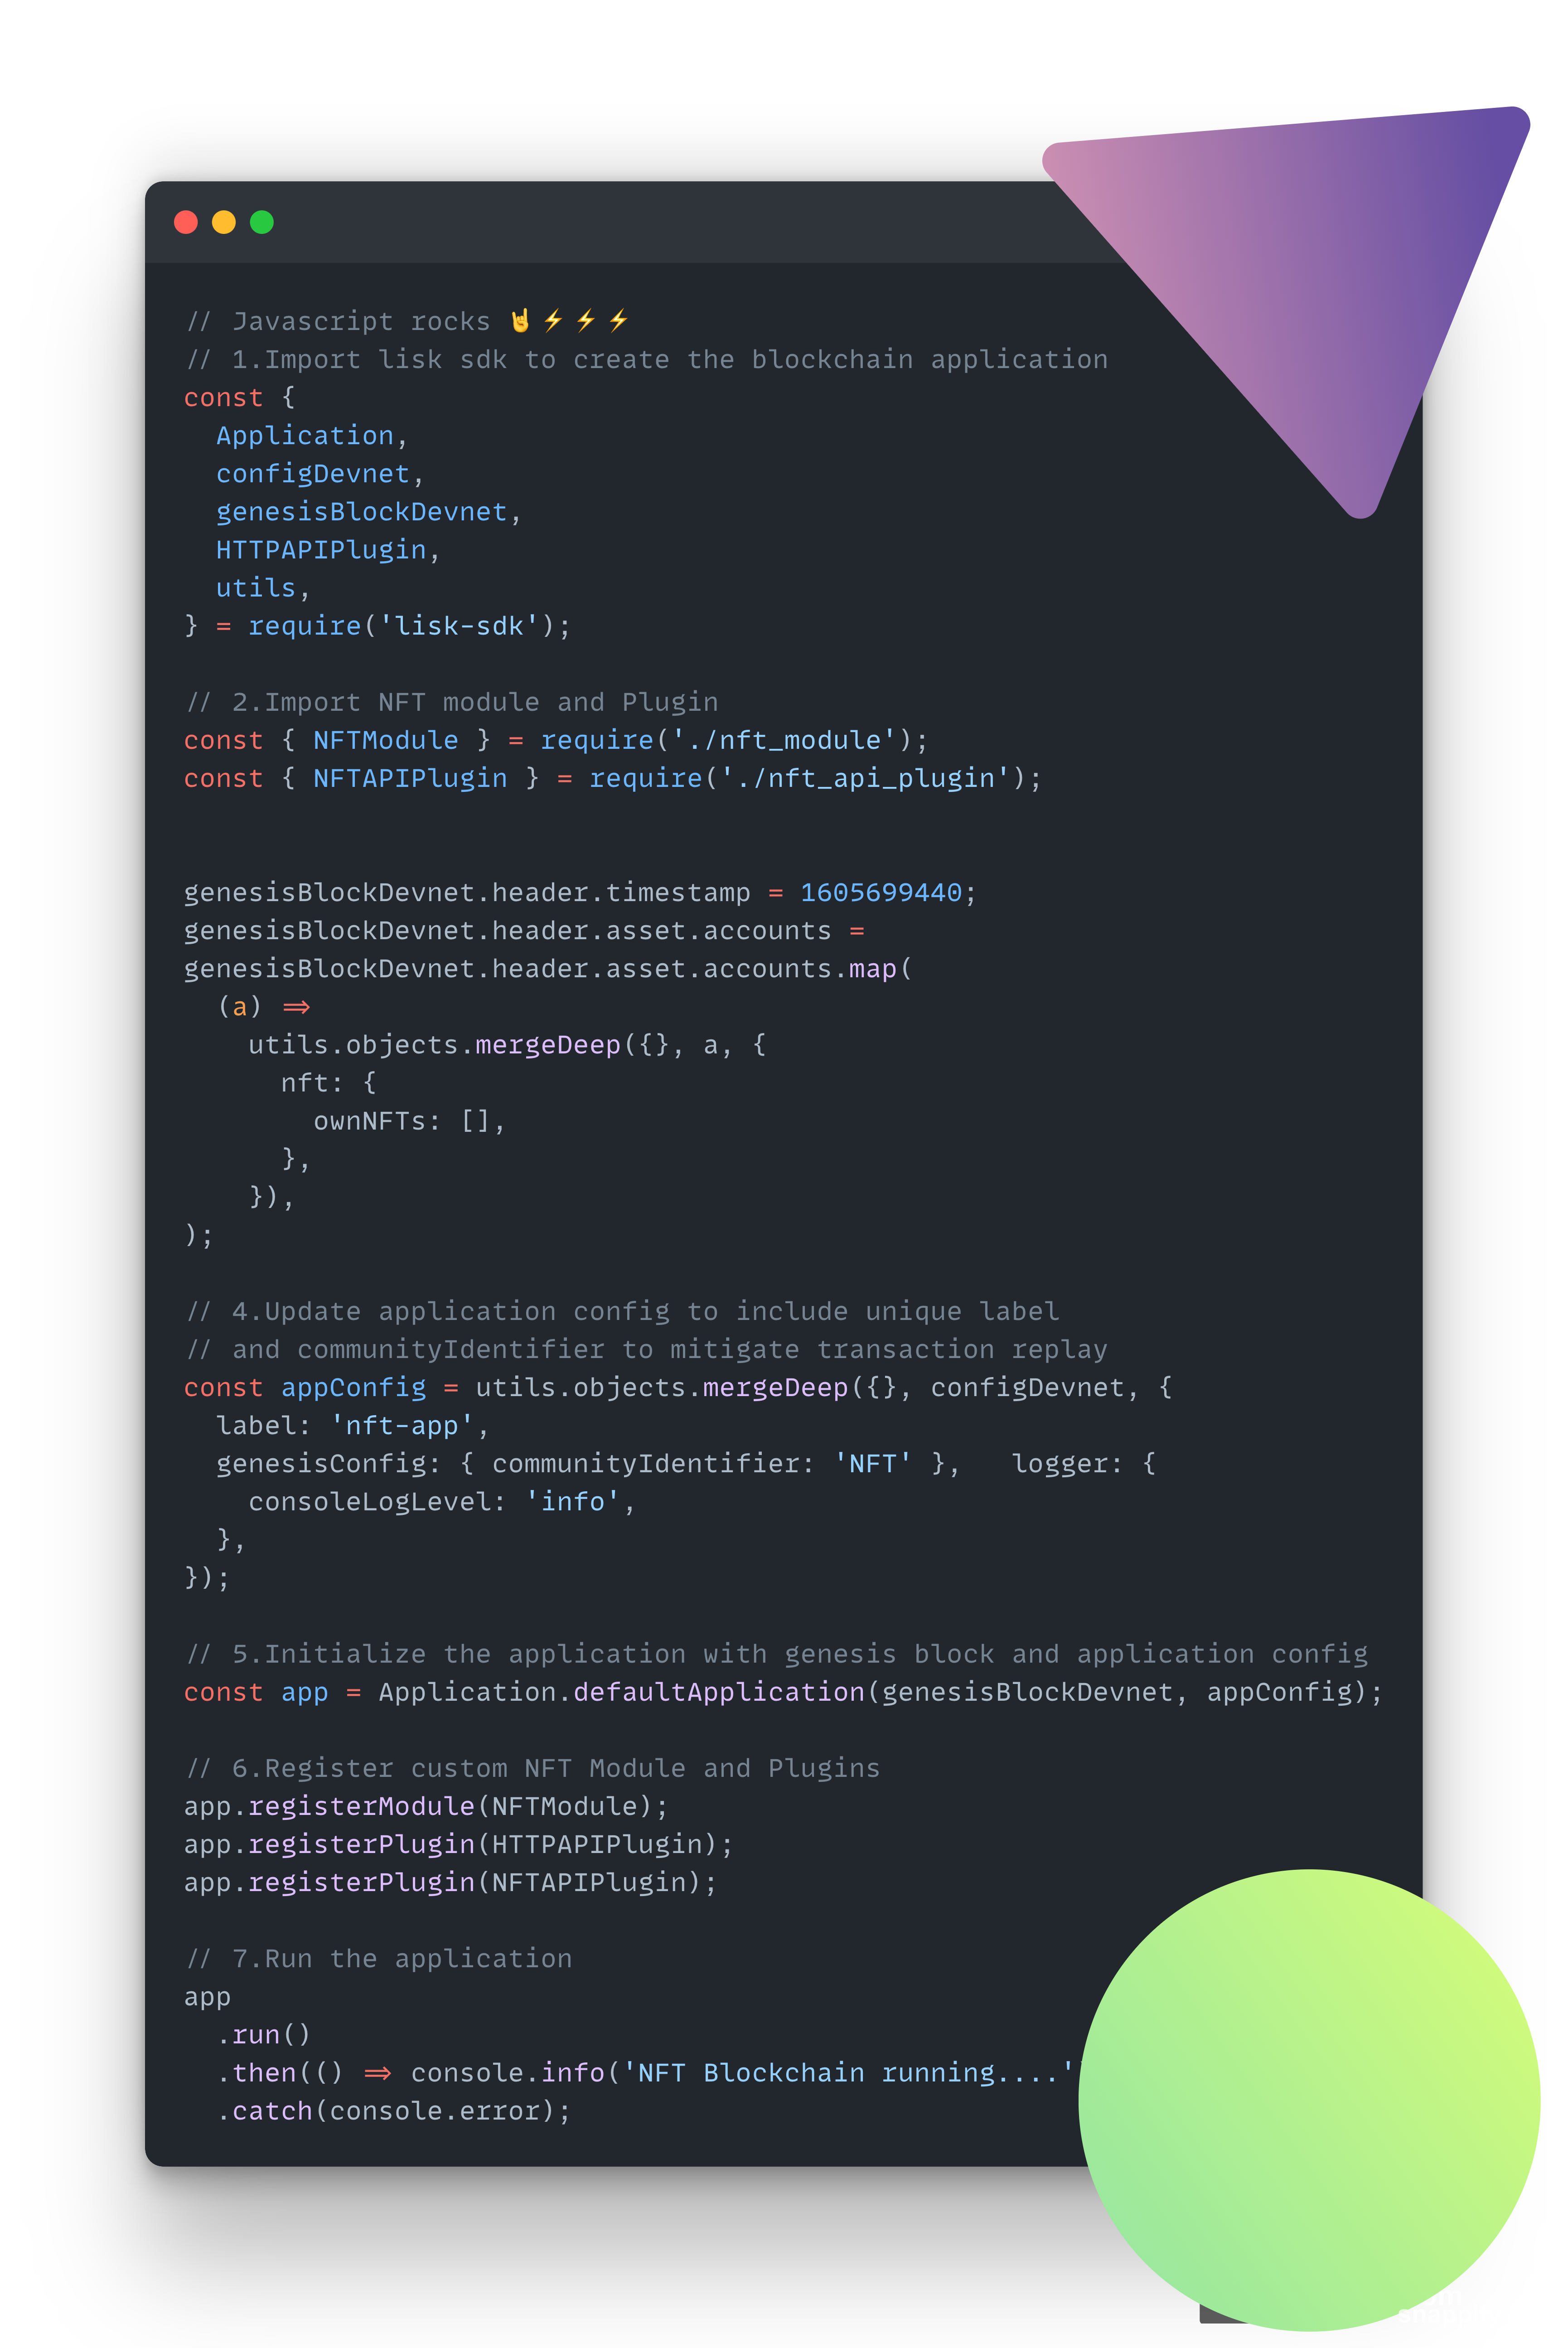 // Javascript rocks 🤘⚡⚡⚡
// 1.Import lisk sdk to create the blockchain application
const {
  Application,
  configDevnet,
  genesisBlockDevnet,
  HTTPAPIPlugin,
  utils,
} = require('lisk-sdk');

// 2.Import NFT module and Plugin
const { NFTModule } = require('./nft_module');
const { NFTAPIPlugin } = require('./nft_api_plugin');


genesisBlockDevnet.header.timestamp = 1605699440;
genesisBlockDevnet.header.asset.accounts =
genesisBlockDevnet.header.asset.accounts.map(
  (a) =>
    utils.objects.mergeDeep({}, a, {
      nft: {
        ownNFTs: [],
      },
    }),
);

// 4.Update application config to include unique label
// and communityIdentifier to mitigate transaction replay
const appConfig = utils.objects.mergeDeep({}, configDevnet, {
  label: 'nft-app',
  genesisConfig: { communityIdentifier: 'NFT' },   logger: {
    consoleLogLevel: 'info',
  },
});

// 5.Initialize the application with genesis block and application config
const app = Application.defaultApplication(genesisBlockDevnet, appConfig);

// 6.Register custom NFT Module and Plugins
app.registerModule(NFTModule);
app.registerPlugin(HTTPAPIPlugin);
app.registerPlugin(NFTAPIPlugin);

// 7.Run the application
app
  .run()
  .then(() => console.info('NFT Blockchain running....'
  .catch(console.error);